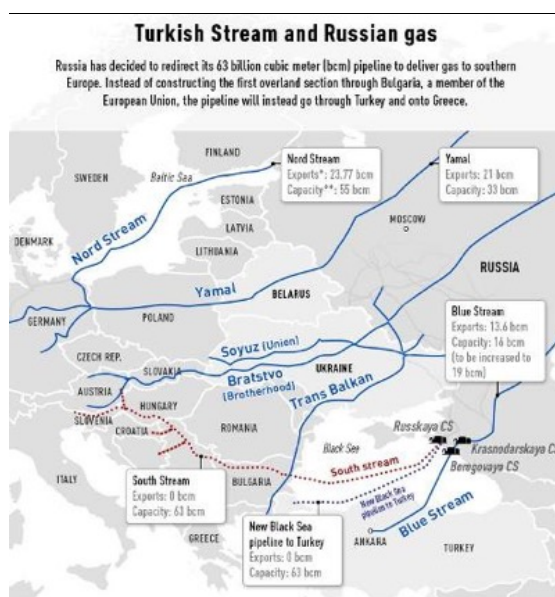 Turkish Stream and Russian gas
Russia has decided to redirect its 63 billion cubic meter (bcm) pipeline to deliver gas to southern
Europe. Instead of constructing the first overland section through Bulgaria, a member of the
European Union, the pipeline will instead go through Turkey and onto Greece.
FINLAND
SWEDEN
Baltic Sea
Nord Stream
Exports*: 23.77 bcm
Capacity**: 55 bcm
Yamal
Exports: 21 bcm
Capacity: 33 bcm
ESTONIA
LATVIA
LITHUANIA
MOSCOW
DENMARK
Nord Stream
RUSSIA
Yamal
BELARUS
GERMANY
POLAND
Blue Stream
Exports: 13.6 bcm
Capacity: 16 bcm
(to be increased to
19 bcm)
CZECH REP.
Soyuz (Union)
SLOVAKIA
UKRAINE
Bratstvo
(Brotherhood)
Trans Balkan
AUSTRIA
HUNGARY
SLOVENIA
CROATIA
ROMANIA
Russkaya CS
Krasnodarskaya CS
Beregovaya CS
Black Sea
South stream
ITALY
South Stream
Exports: 0 bcm
Capacity: 63 bcm
BULGARIA
New Black Sea
pipeline to Turkey
Blue Stream
New Black Sea
pipeline to Turkey
Exports: 0 bcm
Capacity: 63 bcm
GREECE
ANKARA
TURKEY